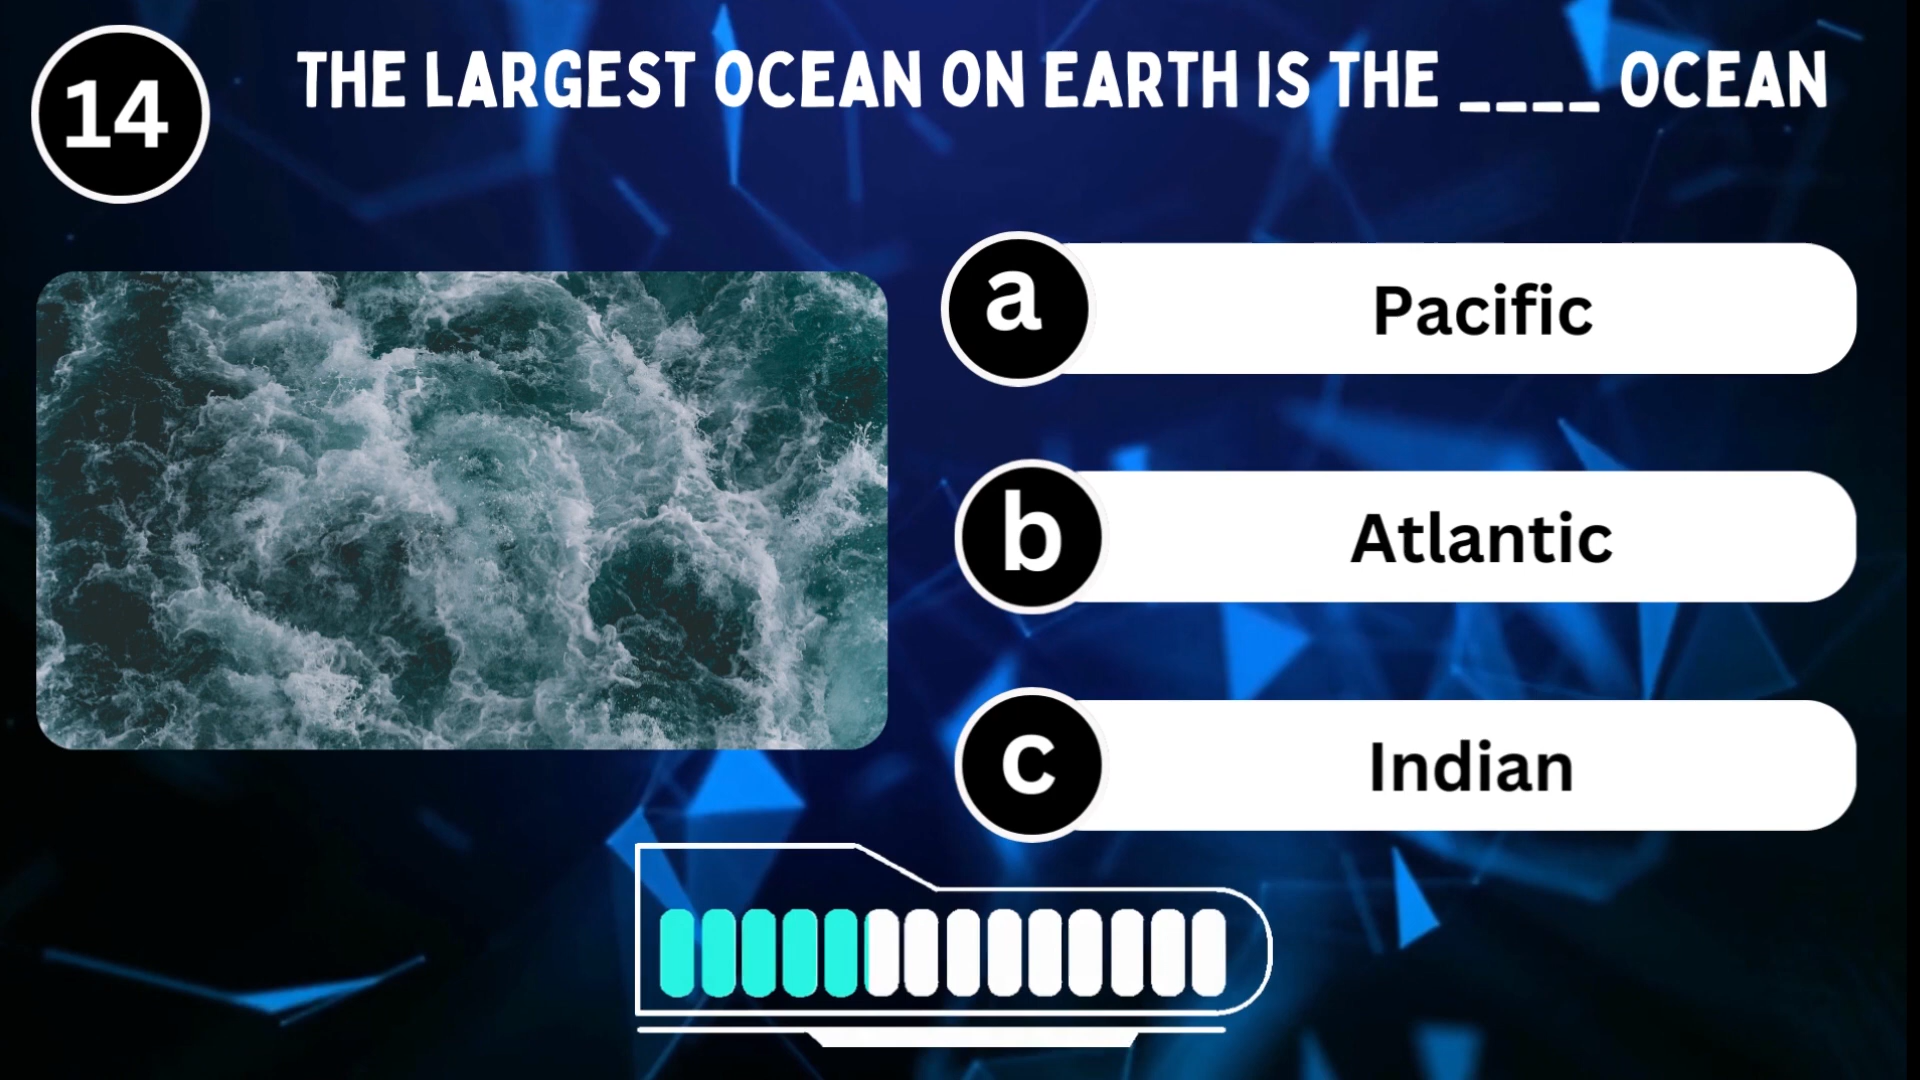 14
THE LARGEST OCEAN ON EARTH IS THE ____ OCEAN
a
Pacific
b
Atlantic
c
Indian